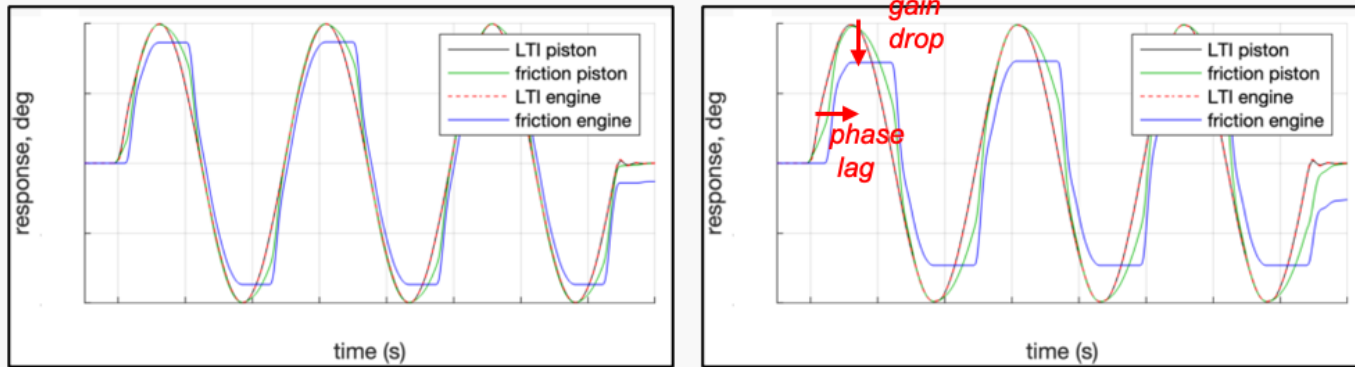 response, deg
LTI piston
friction piston
LTI engine
friction engine
time (s)
response, deg
gain
drop
phase
lag
LTI piston
friction piston
LTI engine
friction engine
time (s)